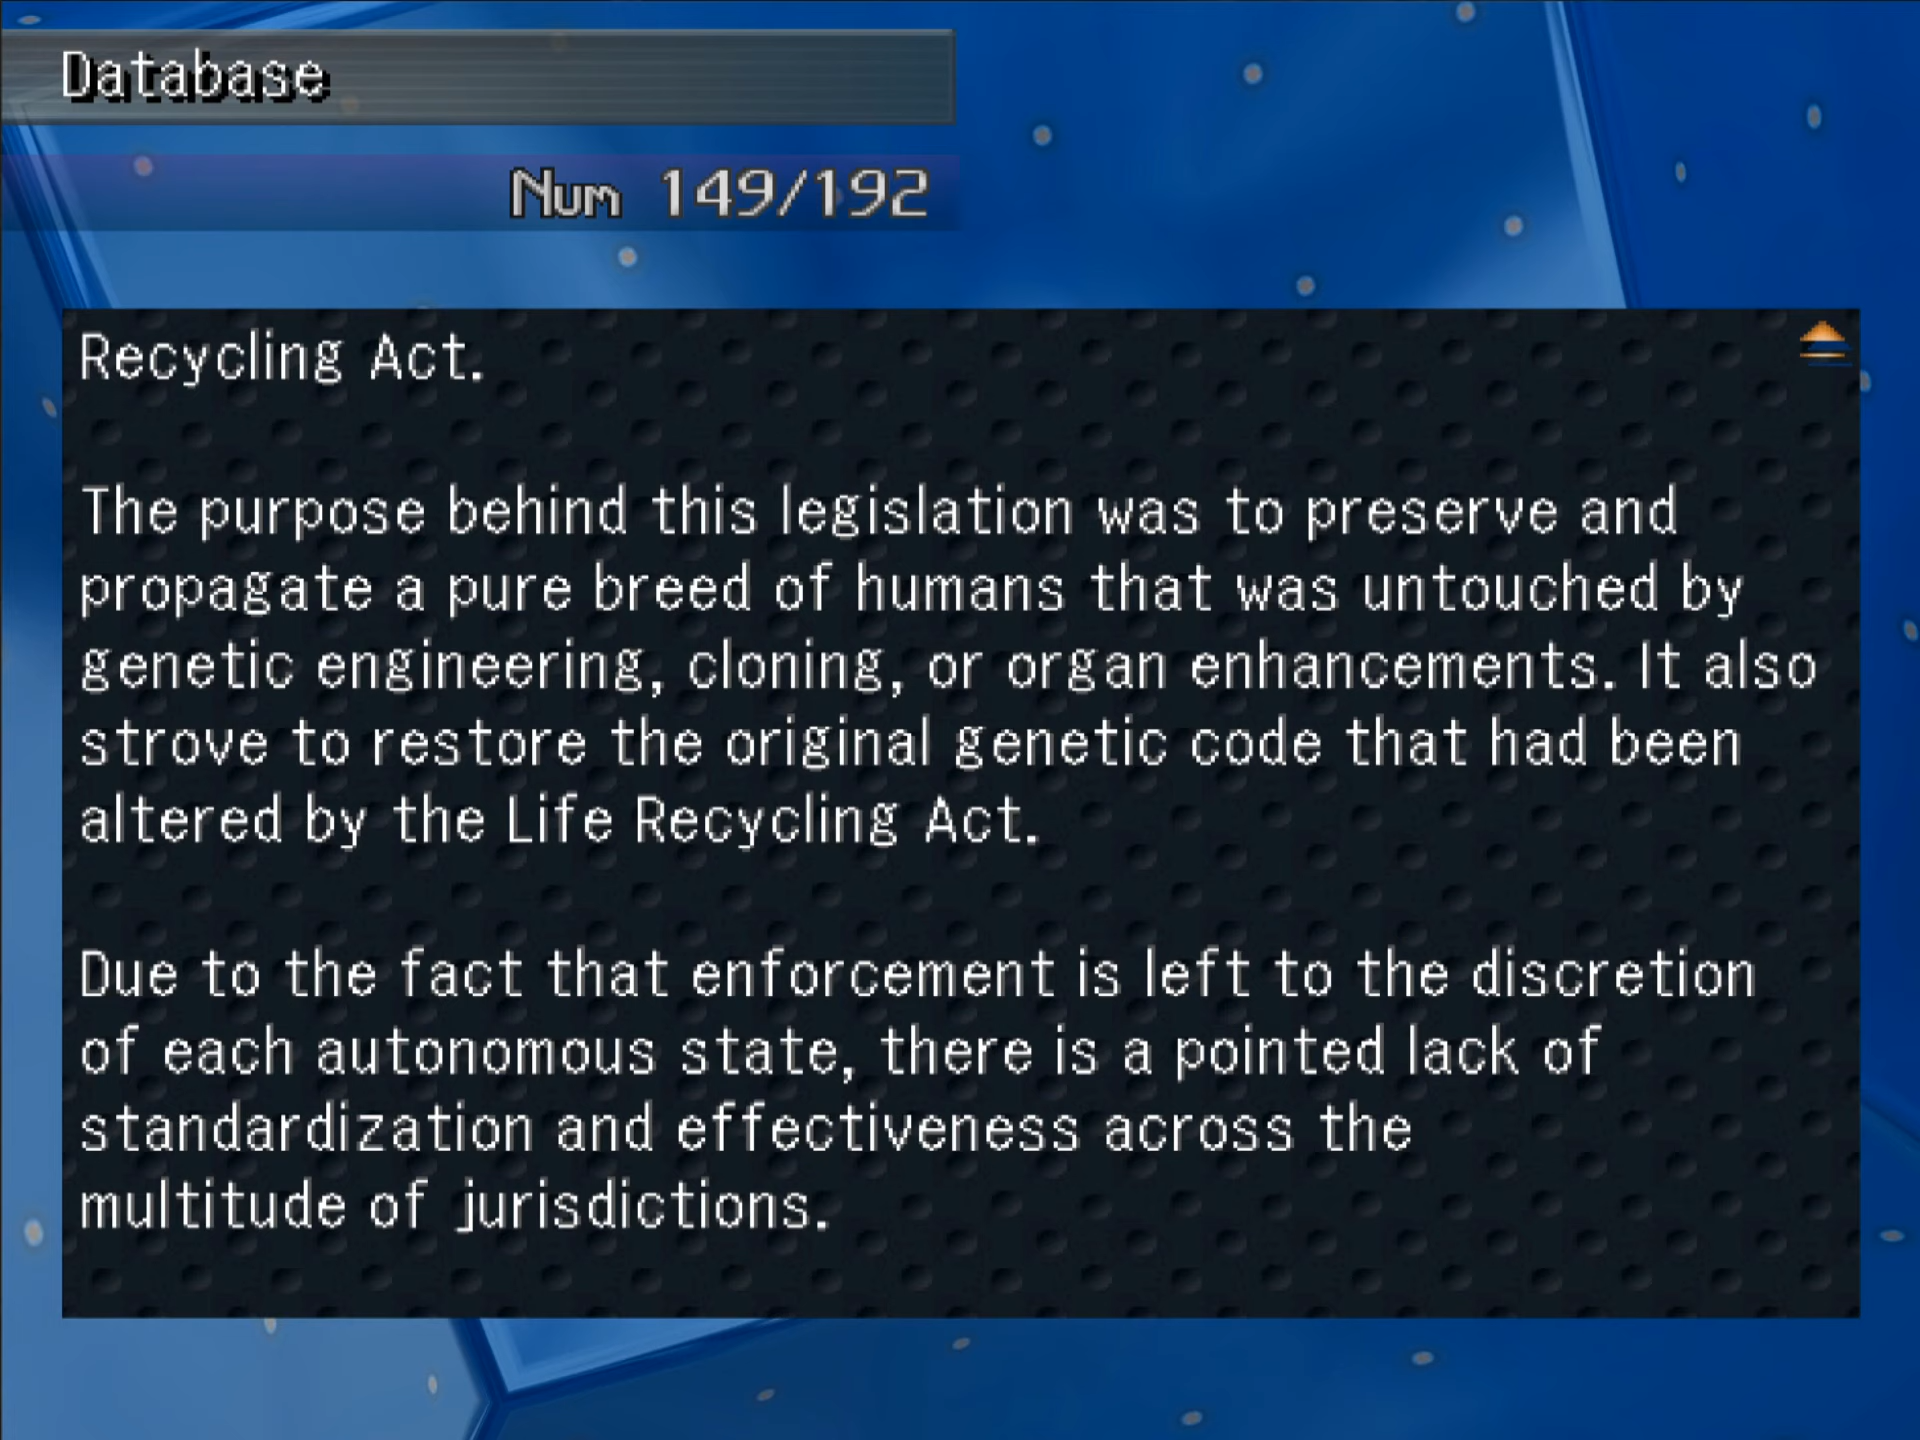 Database
Num 149/192
Recycling Act.
The purpose behind this legislation was to preserve and
propagate a pure breed of humans that was untouched by
genetic engineering, cloning, or organ enhancements. It also
strove to restore the original genetic code that had been
altered by the Life Recycling Act.
Due to the fact that enforcement is left to the discretion
of each autonomous state, there is a pointed lack of
standardization and effectiveness across the
multitude of jurisdictions.